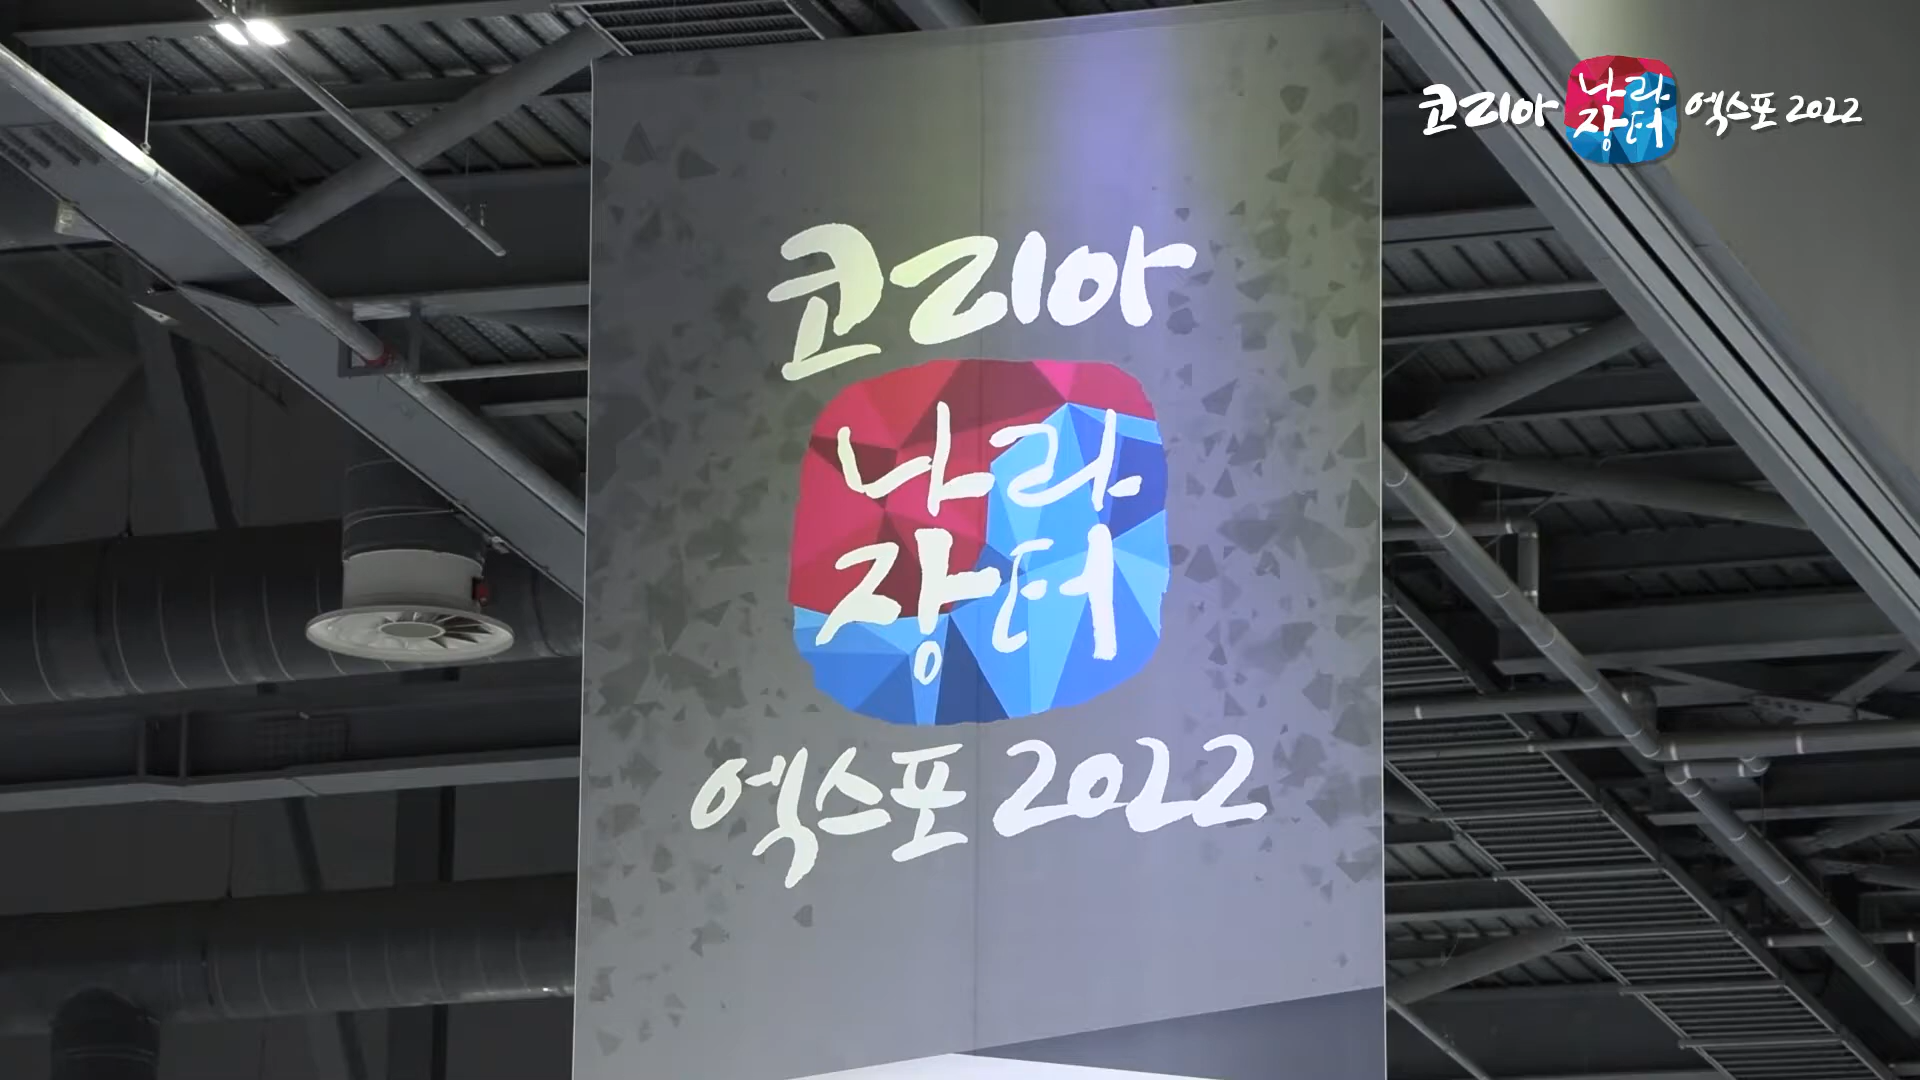 코리아
나라
장터
엑스포 2022
코리아 나라 장터 엑스포 2022